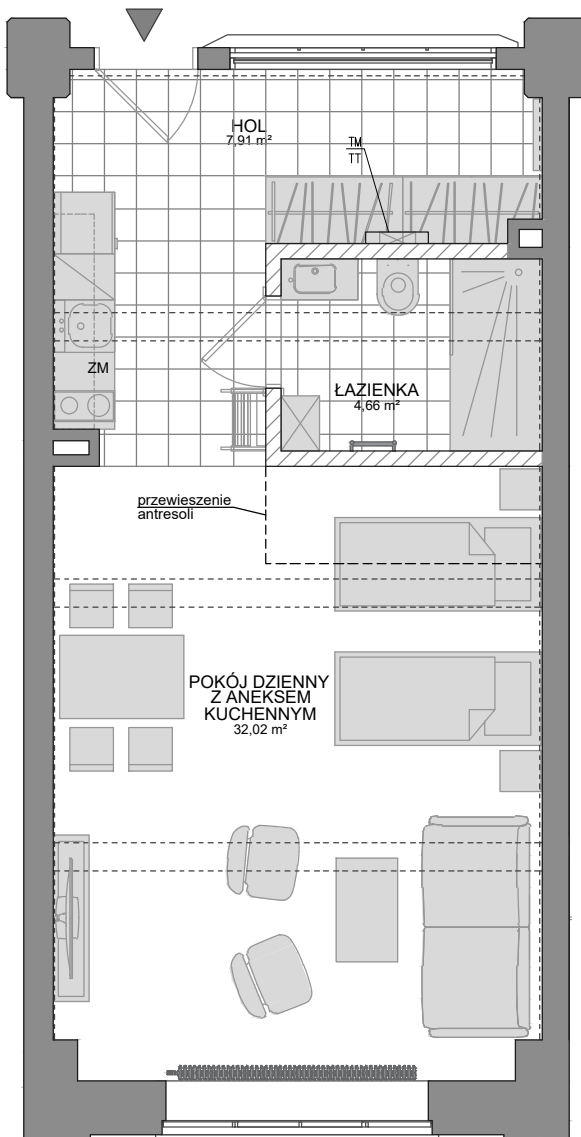 HOL
7,91 m²
TM
TT
ZM
ŁAZIENKA
4,66 m²
przewieszenie
antresoli
POKÓJ DZIENNY
Z ANEKSEM
KUCHENNYM
32,02 m²